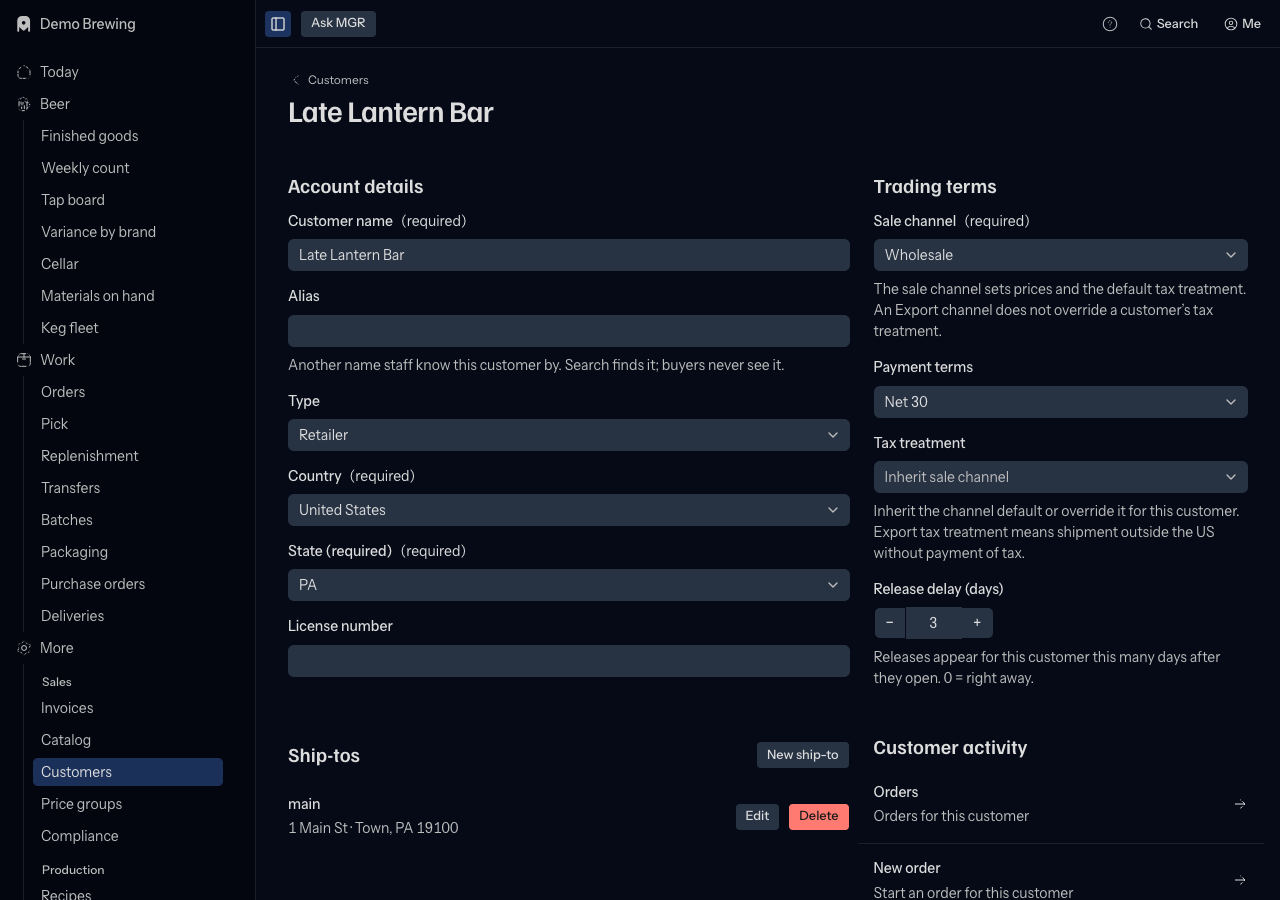 Demo Brewing
Ask MGR
Search
Me
Today
Beer
Finished goods
Weekly count
Tap board
Variance by brand
Cellar
Materials on hand
Keg fleet
Work
Orders
Pick
Replenishment
Transfers
Batches
Packaging
Purchase orders
Deliveries
More
Sales
Invoices
Catalog
Customers
Price groups
Compliance
Production
Recipes
Customers
Late Lantern Bar
Account details
Customer name (required)
Late Lantern Bar
Alias
Another name staff know this customer by. Search finds it; buyers never see it.
Type
Retailer
Country (required)
United States
State (required) (required)
PA
License number
Ship-tos
New ship-to
main
1 Main St · Town, PA 19100
Edit
Delete
Trading terms
Sale channel (required)
Wholesale
The sale channel sets prices and the default tax treatment.
An Export channel does not override a customer’s tax
treatment.
Payment terms
Net 30
Tax treatment
Inherit sale channel
Inherit the channel default or override it for this customer.
Export tax treatment means shipment outside the US
without payment of tax.
Release delay (days)
− 3 +
Releases appear for this customer this many days after
they open. 0 = right away.
Customer activity
Orders
Orders for this customer
New order
Start an order for this customer